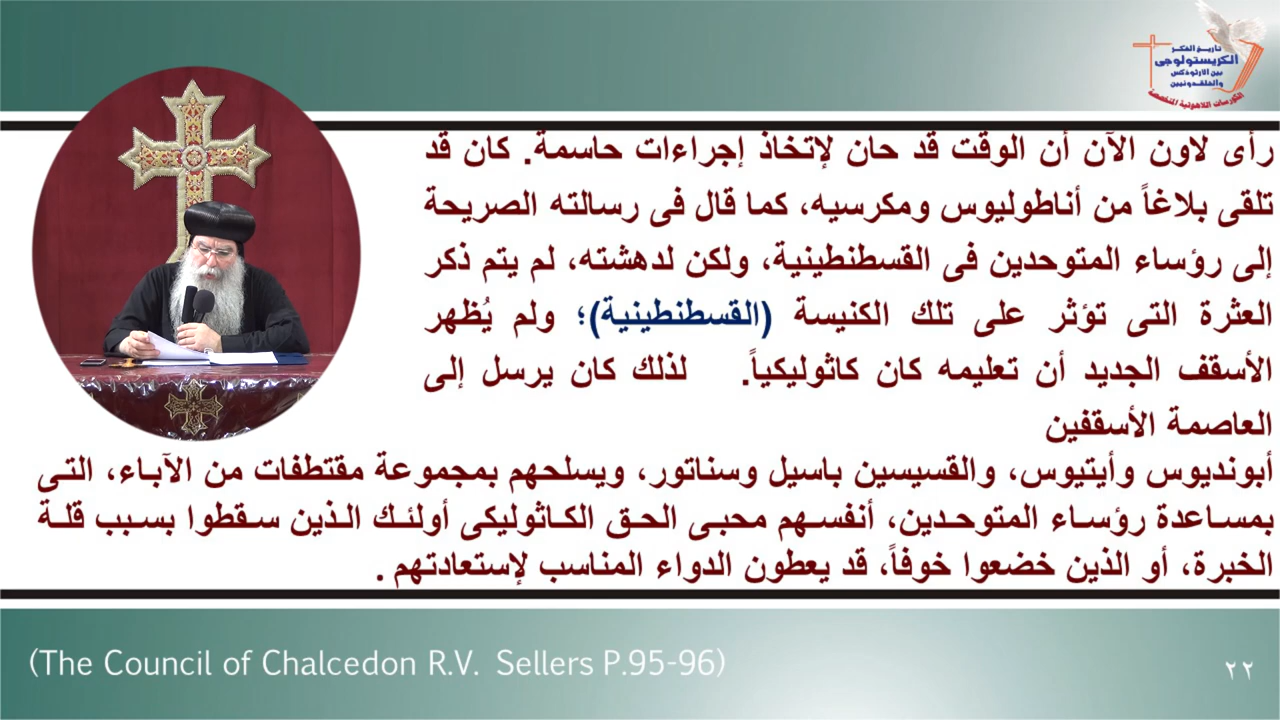 تاريخ الفكر
الكريستولوجى
بين الارثوذكس
والخلقدونيين
الكورسات اللاهوتية المتخصصة
رأى لاون الآن أن الوقت قد حان لإتخاذ إجراءات حاسمة. كان قد
تلقى بلاغاً من أناطوليوس ومكرسيه، كما قال فى رسالته الصريحة
إلى رؤساء المتوحدين فى القسطنطينية، ولكن لدهشته، لم يتم ذكر
العثرة التى تؤثر على تلك الكنيسة (القسطنطينية)؛ ولم يُظهر
الأسقف الجديد أن تعليمه كان كاثوليكياً. لذلك كان يرسل إلى
العاصمة الأسقفين
أبونديوس وأيتيوس، والقسيسين باسيل وسناتور، ويسلحهم بمجموعة مقتطفات من الآباء، التى
بمساعدة رؤساء المتوحدين، أنفسهم محبى الحق الكاثوليكى أولئك الذين سقطوا بسبب قلة
الخبرة، أو الذين خضعوا خوفاً، قد يعطون الدواء المناسب لإستعادتهم .
(The Council of Chalcedon R.V. Sellers P.95-96)
٢٢